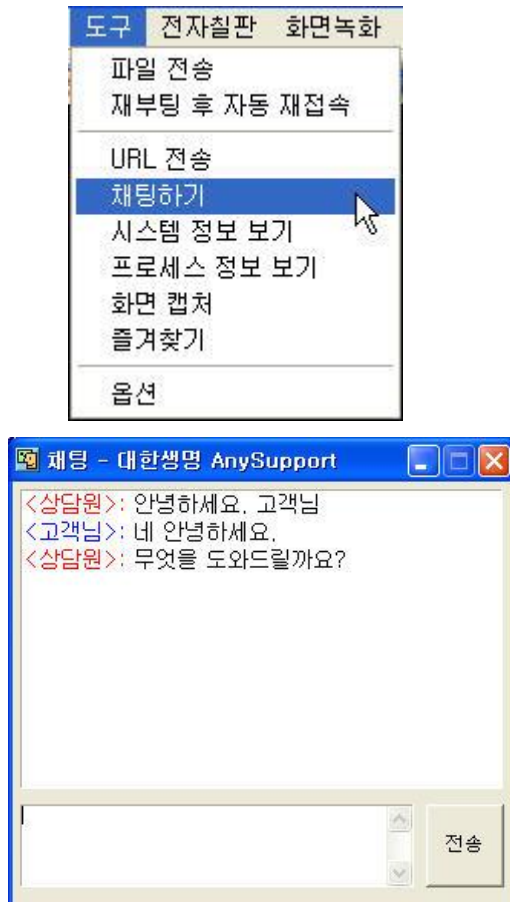 도구 전자칠판 화면녹화
파일 전송
재부팅 후 자동 재접속
URL 전송
채팅하기
시스템 정보 보기
프로세스 정보 보기
화면 캡처
즐겨찾기
옵션
채팅 - 대한생명 AnySupport
<상담원>: 안녕하세요. 고객님
<고객님>: 네 안녕하세요.
<상담원>: 무엇을 도와드릴까요?
전송